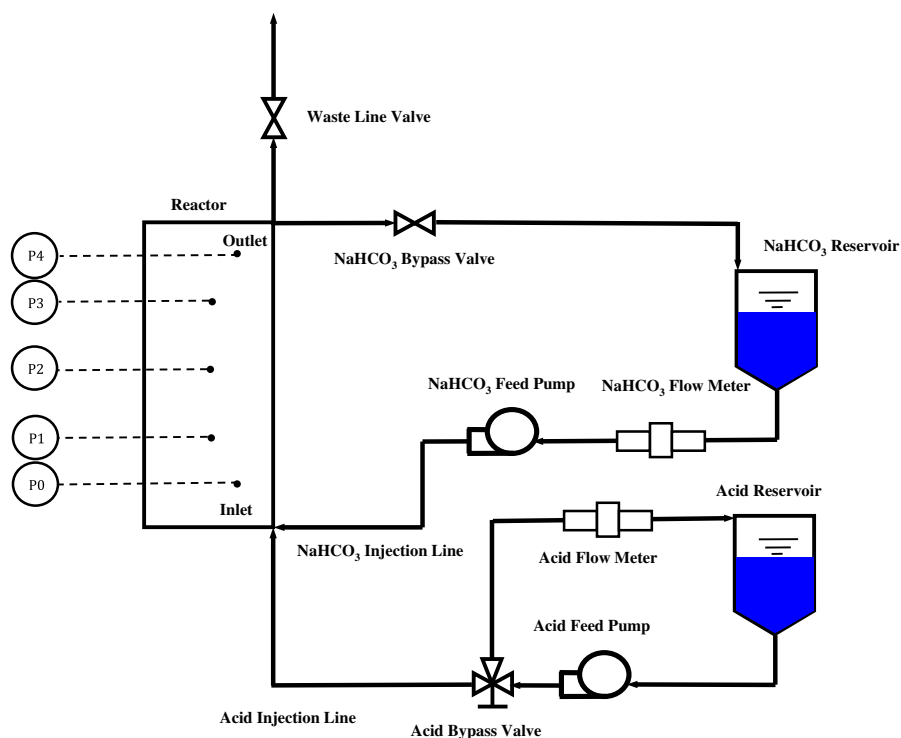 Waste Line Valve
Reactor
Outlet
P4
NaHCO₃ Bypass Valve
NaHCO₃ Reservoir
P3
P2
NaHCO₃ Feed Pump
NaHCO₃ Flow Meter
P1
P0
Inlet
Acid Reservoir
NaHCO₃ Injection Line
Acid Flow Meter
Acid Feed Pump
Acid Injection Line
Acid Bypass Valve